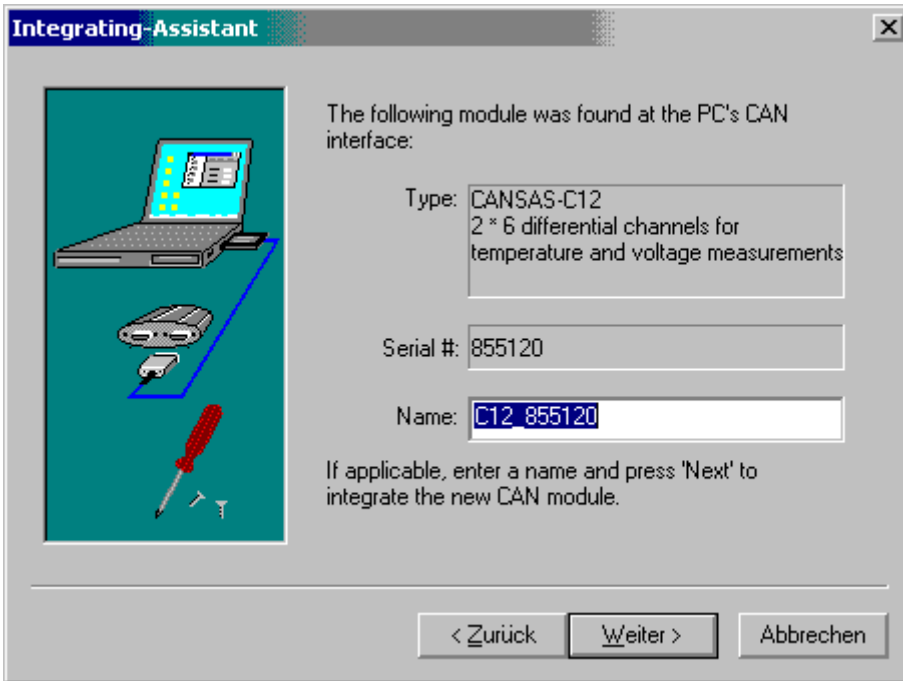 Integrating-Assistant
The following module was found at the PC's CAN
interface:
Type: CANSAS-C12
2 * 6 differential channels for
temperature and voltage measurements
Serial #: 855120
Name: C12_855120
If applicable, enter a name and press 'Next' to
integrate the new CAN module.
< Zurück Weiter > Abbrechen